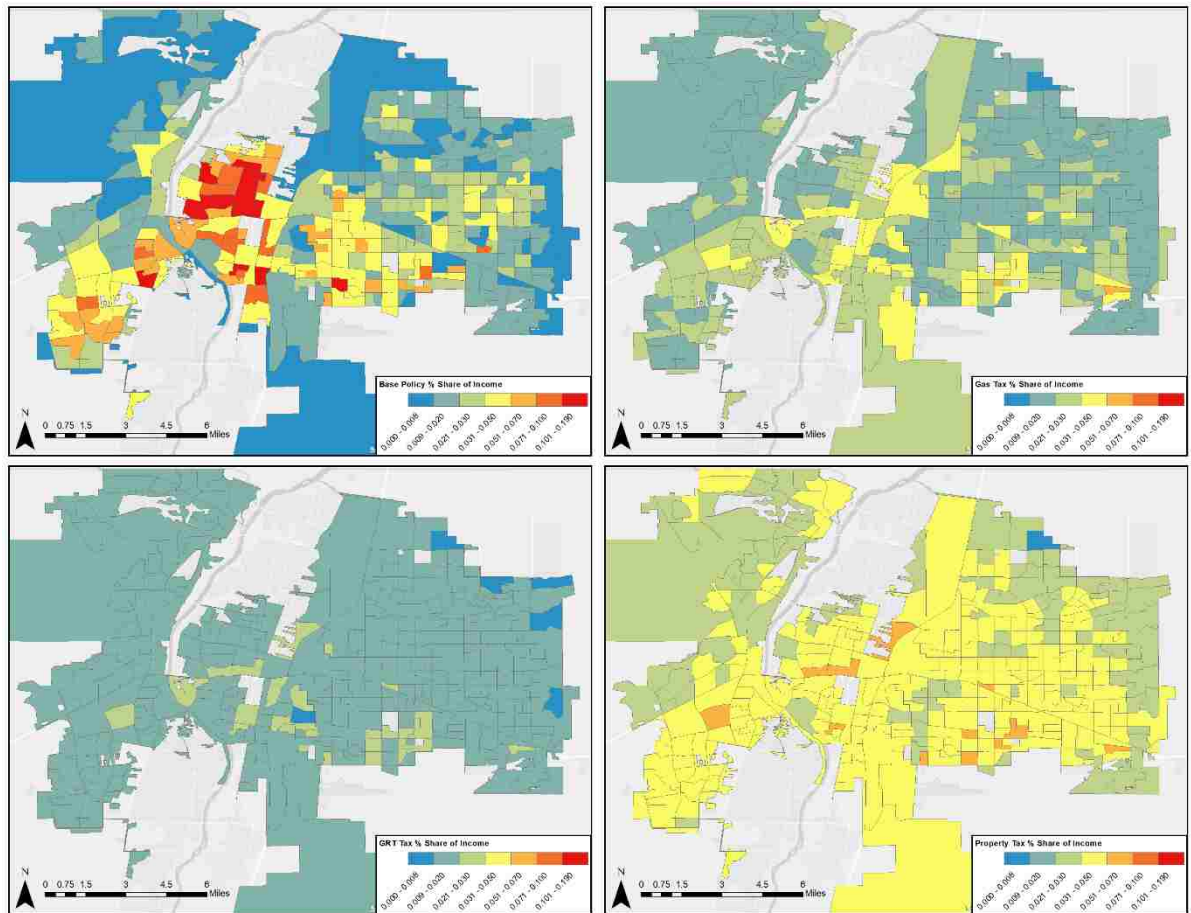 Base Policy % Share of Income
0.000 - 0.008
0.009 - 0.020
0.021 - 0.030
0.031 - 0.050
0.051 - 0.070
0.071 - 0.100
0.101 - 0.190
N
0 0.75 1.5 3 4.5 6
Miles
Gas Tax % Share of Income
0.000 - 0.008
0.009 - 0.020
0.021 - 0.030
0.031 - 0.050
0.051 - 0.070
0.071 - 0.100
0.101 - 0.190
N
0 0.75 1.5 3 4.5 6
Miles
GRT Tax % Share of Income
0.000 - 0.008
0.009 - 0.020
0.021 - 0.030
0.031 - 0.050
0.051 - 0.070
0.071 - 0.100
0.101 - 0.190
N
0 0.75 1.5 3 4.5 6
Miles
Property Tax % Share of Income
0.000 - 0.008
0.009 - 0.020
0.021 - 0.030
0.031 - 0.050
0.051 - 0.070
0.071 - 0.100
0.101 - 0.190
N
0 0.75 1.5 3 4.5 6
Miles